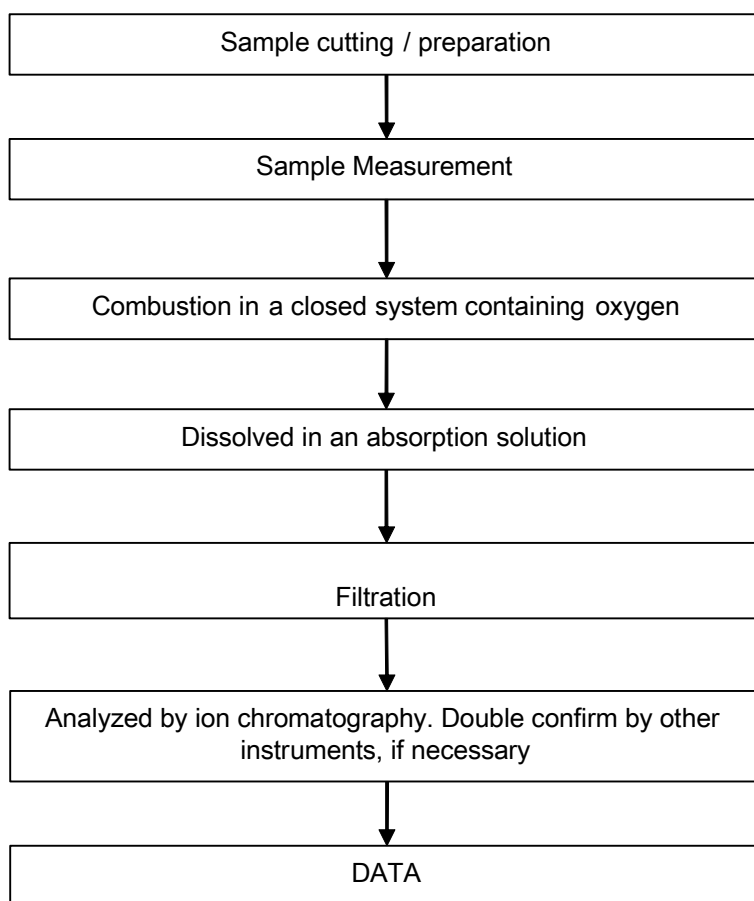 Sample cutting / preparation
Sample Measurement
Combustion in a closed system containing oxygen
Dissolved in an absorption solution
Filtration
Analyzed by ion chromatography. Double confirm by other
instruments, if necessary
DATA